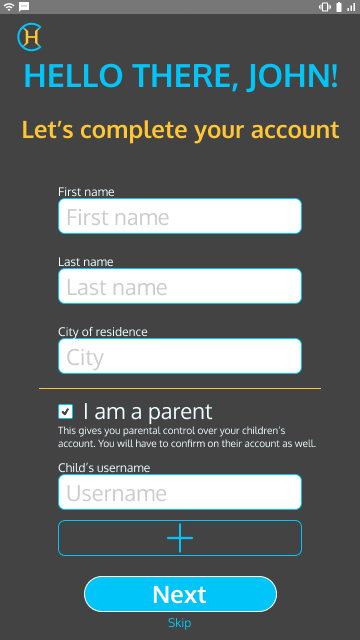 H
HELLO THERE, JOHN!
Let's complete your account
First name
First name
Last name
Last name
City of residence
City
I am a parent
This gives you parental control over your children's
account. You will have to confirm on their account as well.
Child's username
Username
Next
Skip